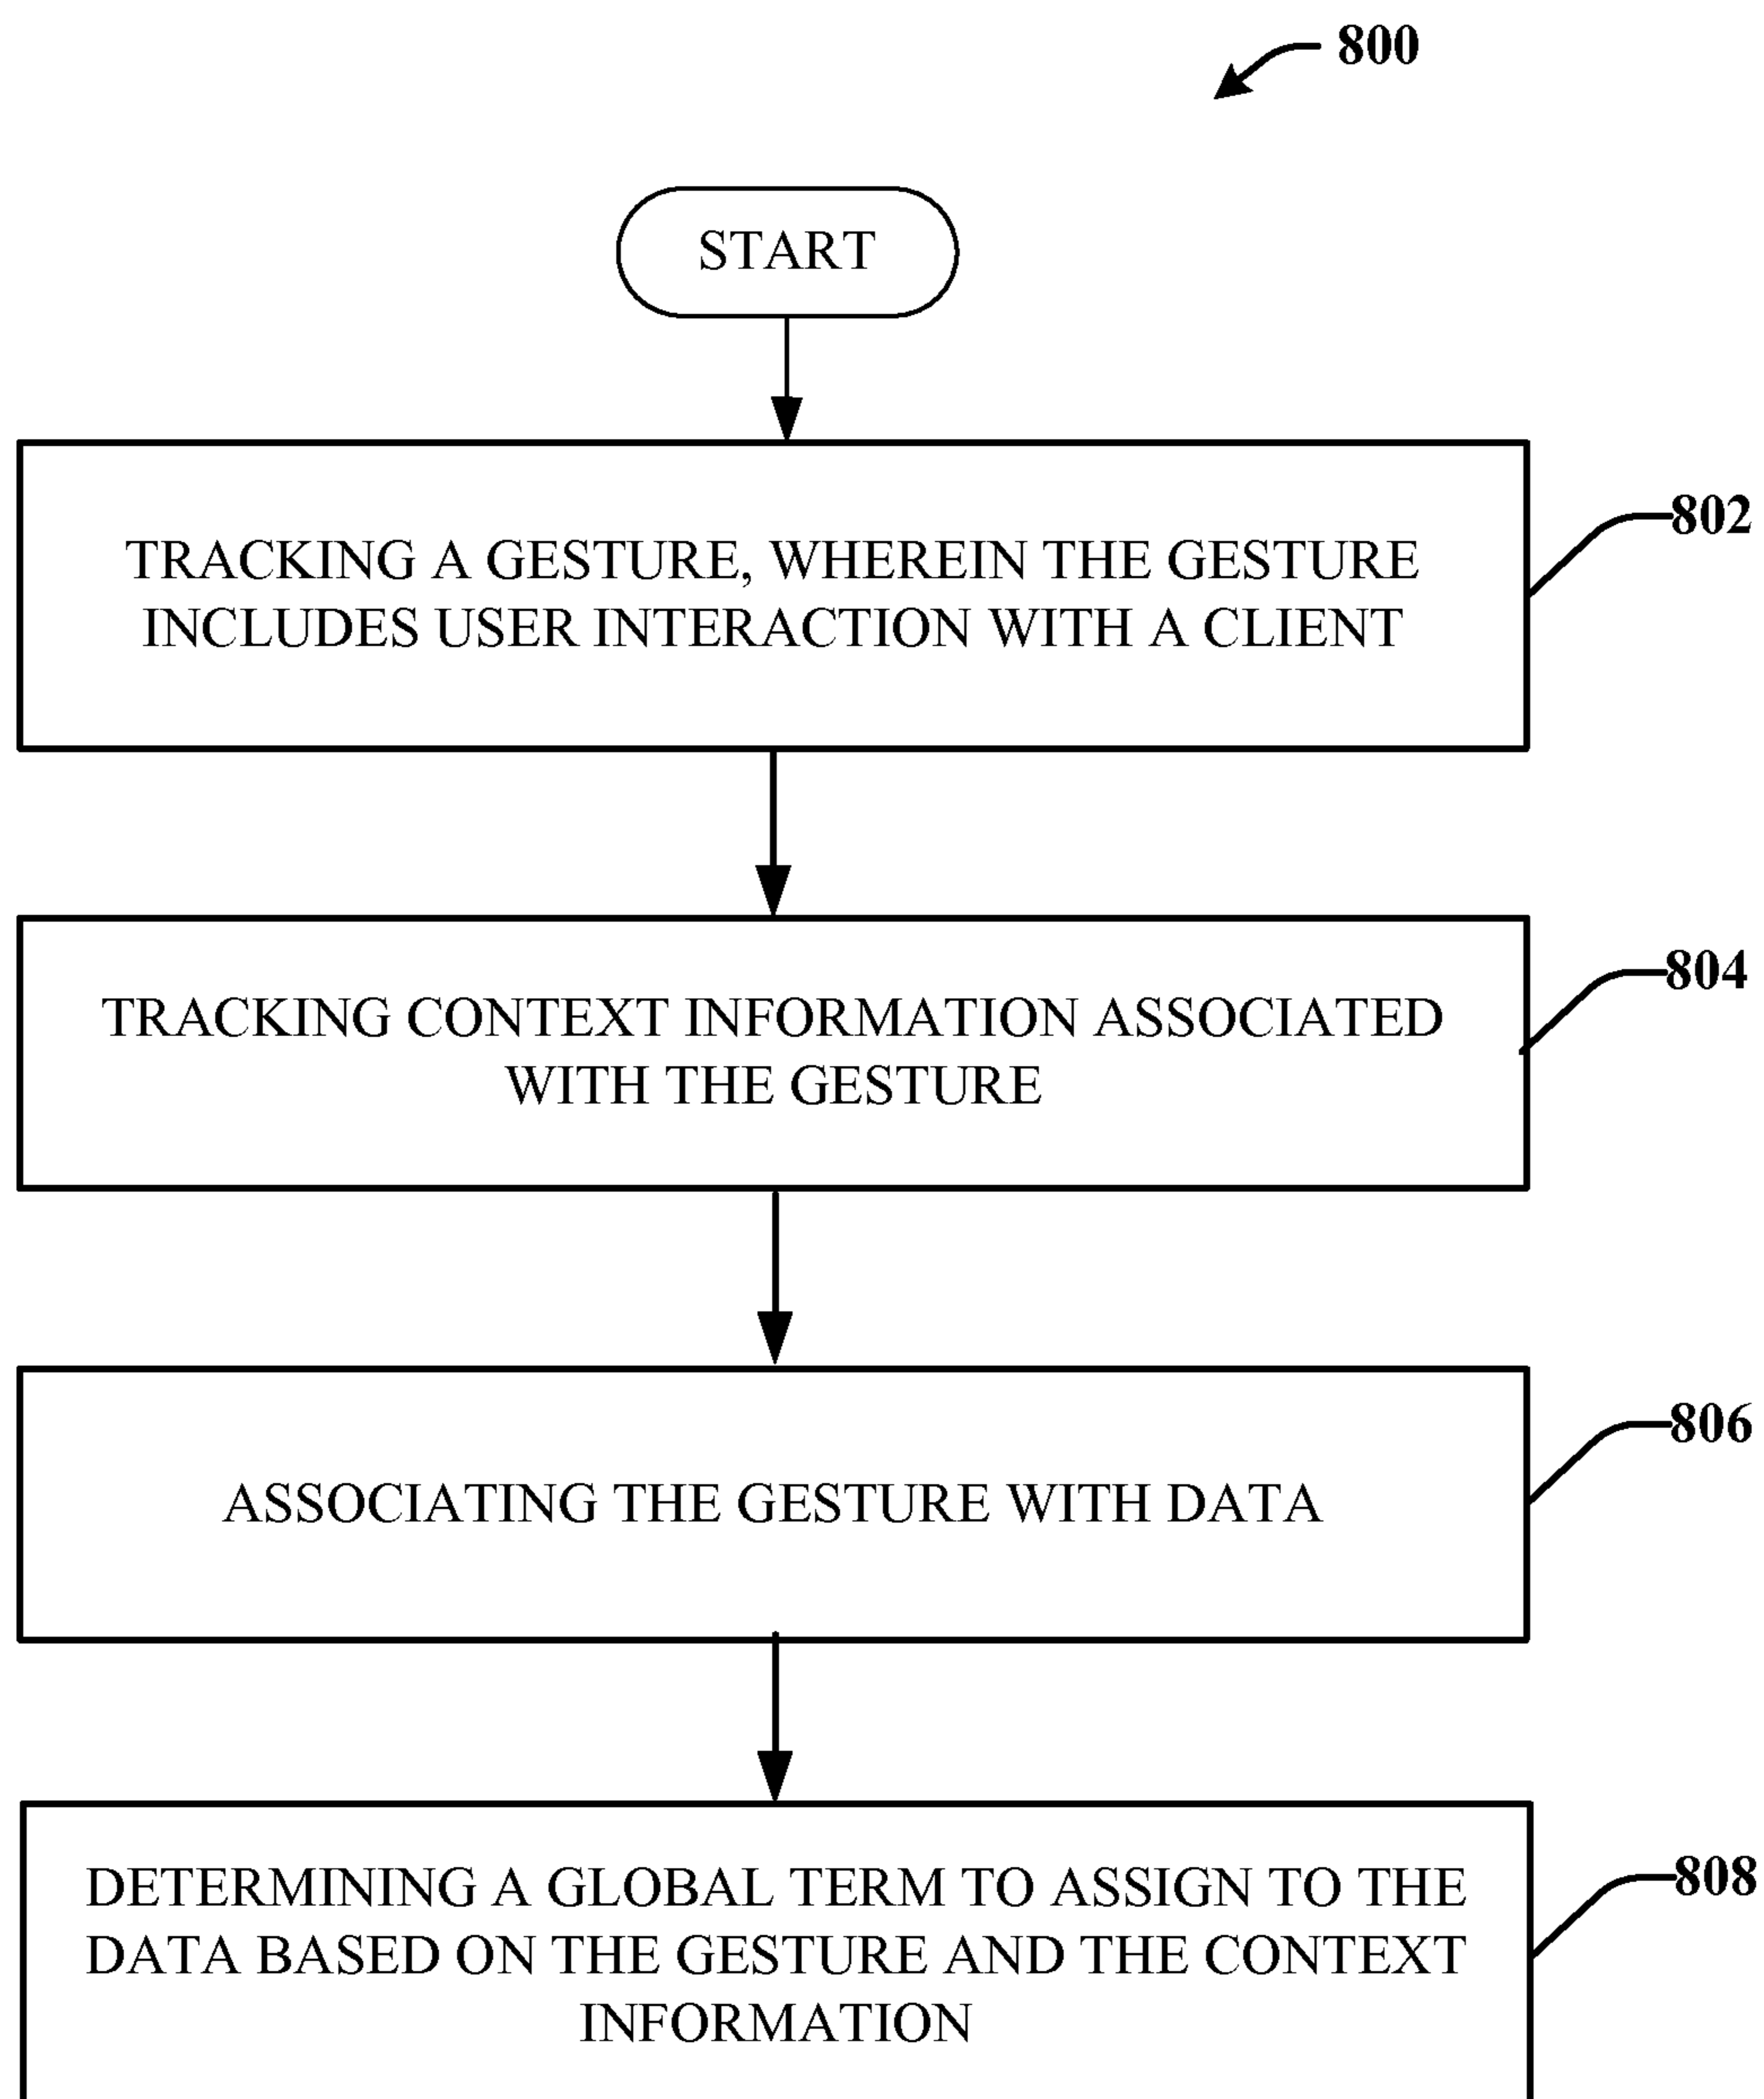 800
START
TRACKING A GESTURE, WHEREIN THE GESTURE
INCLUDES USER INTERACTION WITH A CLIENT
802
TRACKING CONTEXT INFORMATION ASSOCIATED
WITH THE GESTURE
804
ASSOCIATING THE GESTURE WITH DATA
806
DETERMINING A GLOBAL TERM TO ASSIGN TO THE
DATA BASED ON THE GESTURE AND THE CONTEXT
INFORMATION
808